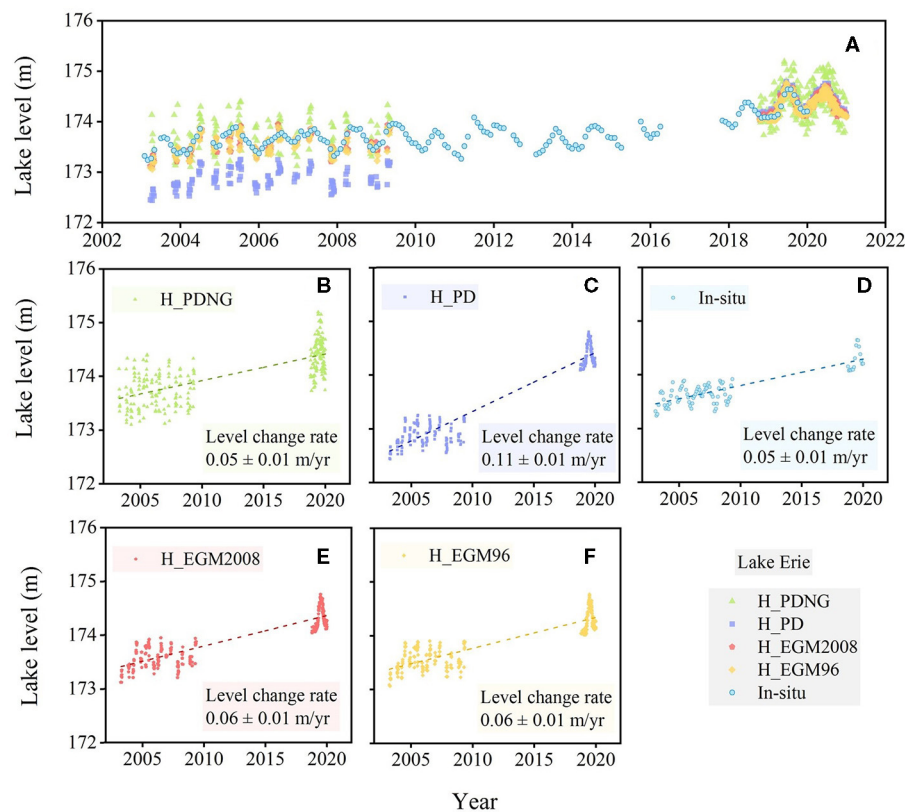 176
A
175
174
173
172
Lake level (m)
2002 2004 2006 2008 2010 2012 2014 2016 2018 2020 2022
176
H_PDNG
B
175
174
173
172
Lake level (m)
Level change rate
0.05 ± 0.01 m/yr
2005 2010 2015 2020
H_PD
C
Level change rate
0.11 ± 0.01 m/yr
2005 2010 2015 2020
In-situ
D
Level change rate
0.05 ± 0.01 m/yr
2005 2010 2015 2020
176
H_EGM2008
E
175
174
173
172
Lake level (m)
Level change rate
0.06 ± 0.01 m/yr
2005 2010 2015 2020
H_EGM96
F
Level change rate
0.06 ± 0.01 m/yr
2005 2010 2015 2020
Lake Erie
H_PDNG
H_PD
H_EGM2008
H_EGM96
In-situ
Year